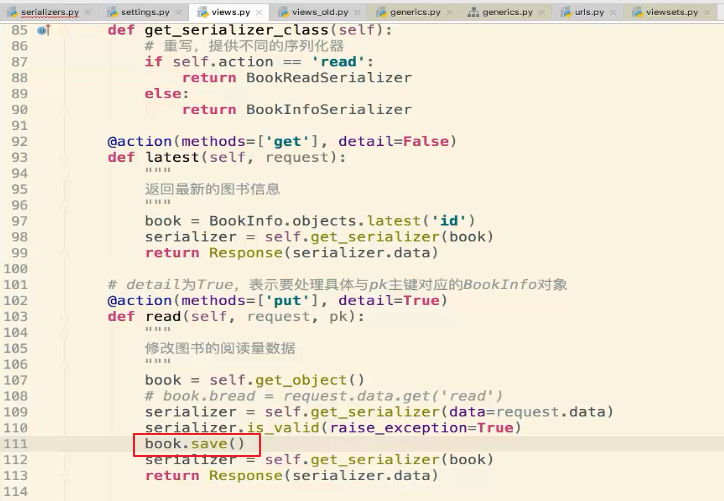 serializers.py settings.py views.py views_old.py generics.py generics.py urls.py viewsets.py
85 def get_serializer_class(self):
86 # 重写，提供不同的序列化器
87 if self.action == 'read':
88 return BookReadSerializer
89 else:
90 return BookInfoSerializer
91
92 @action(methods=['get'], detail=False)
93 def latest(self, request):
94 """
95 返回最新的图书信息
96 """
97 book = BookInfo.objects.latest('id')
98 serializer = self.get_serializer(book)
99 return Response(serializer.data)
100
101 # detail为True，表示要处理具体与pk主键对应的BookInfo对象
102 @action(methods=['put'], detail=True)
103 def read(self, request, pk):
104 """
105 修改图书的阅读量数据
106 """
107 book = self.get_object()
108 # book.bread = request.data.get('read')
109 serializer = self.get_serializer(data=request.data)
110 serializer.is_valid(raise_exception=True)
111 book.save()
112 serializer = self.get_serializer(book)
113 return Response(serializer.data)
114